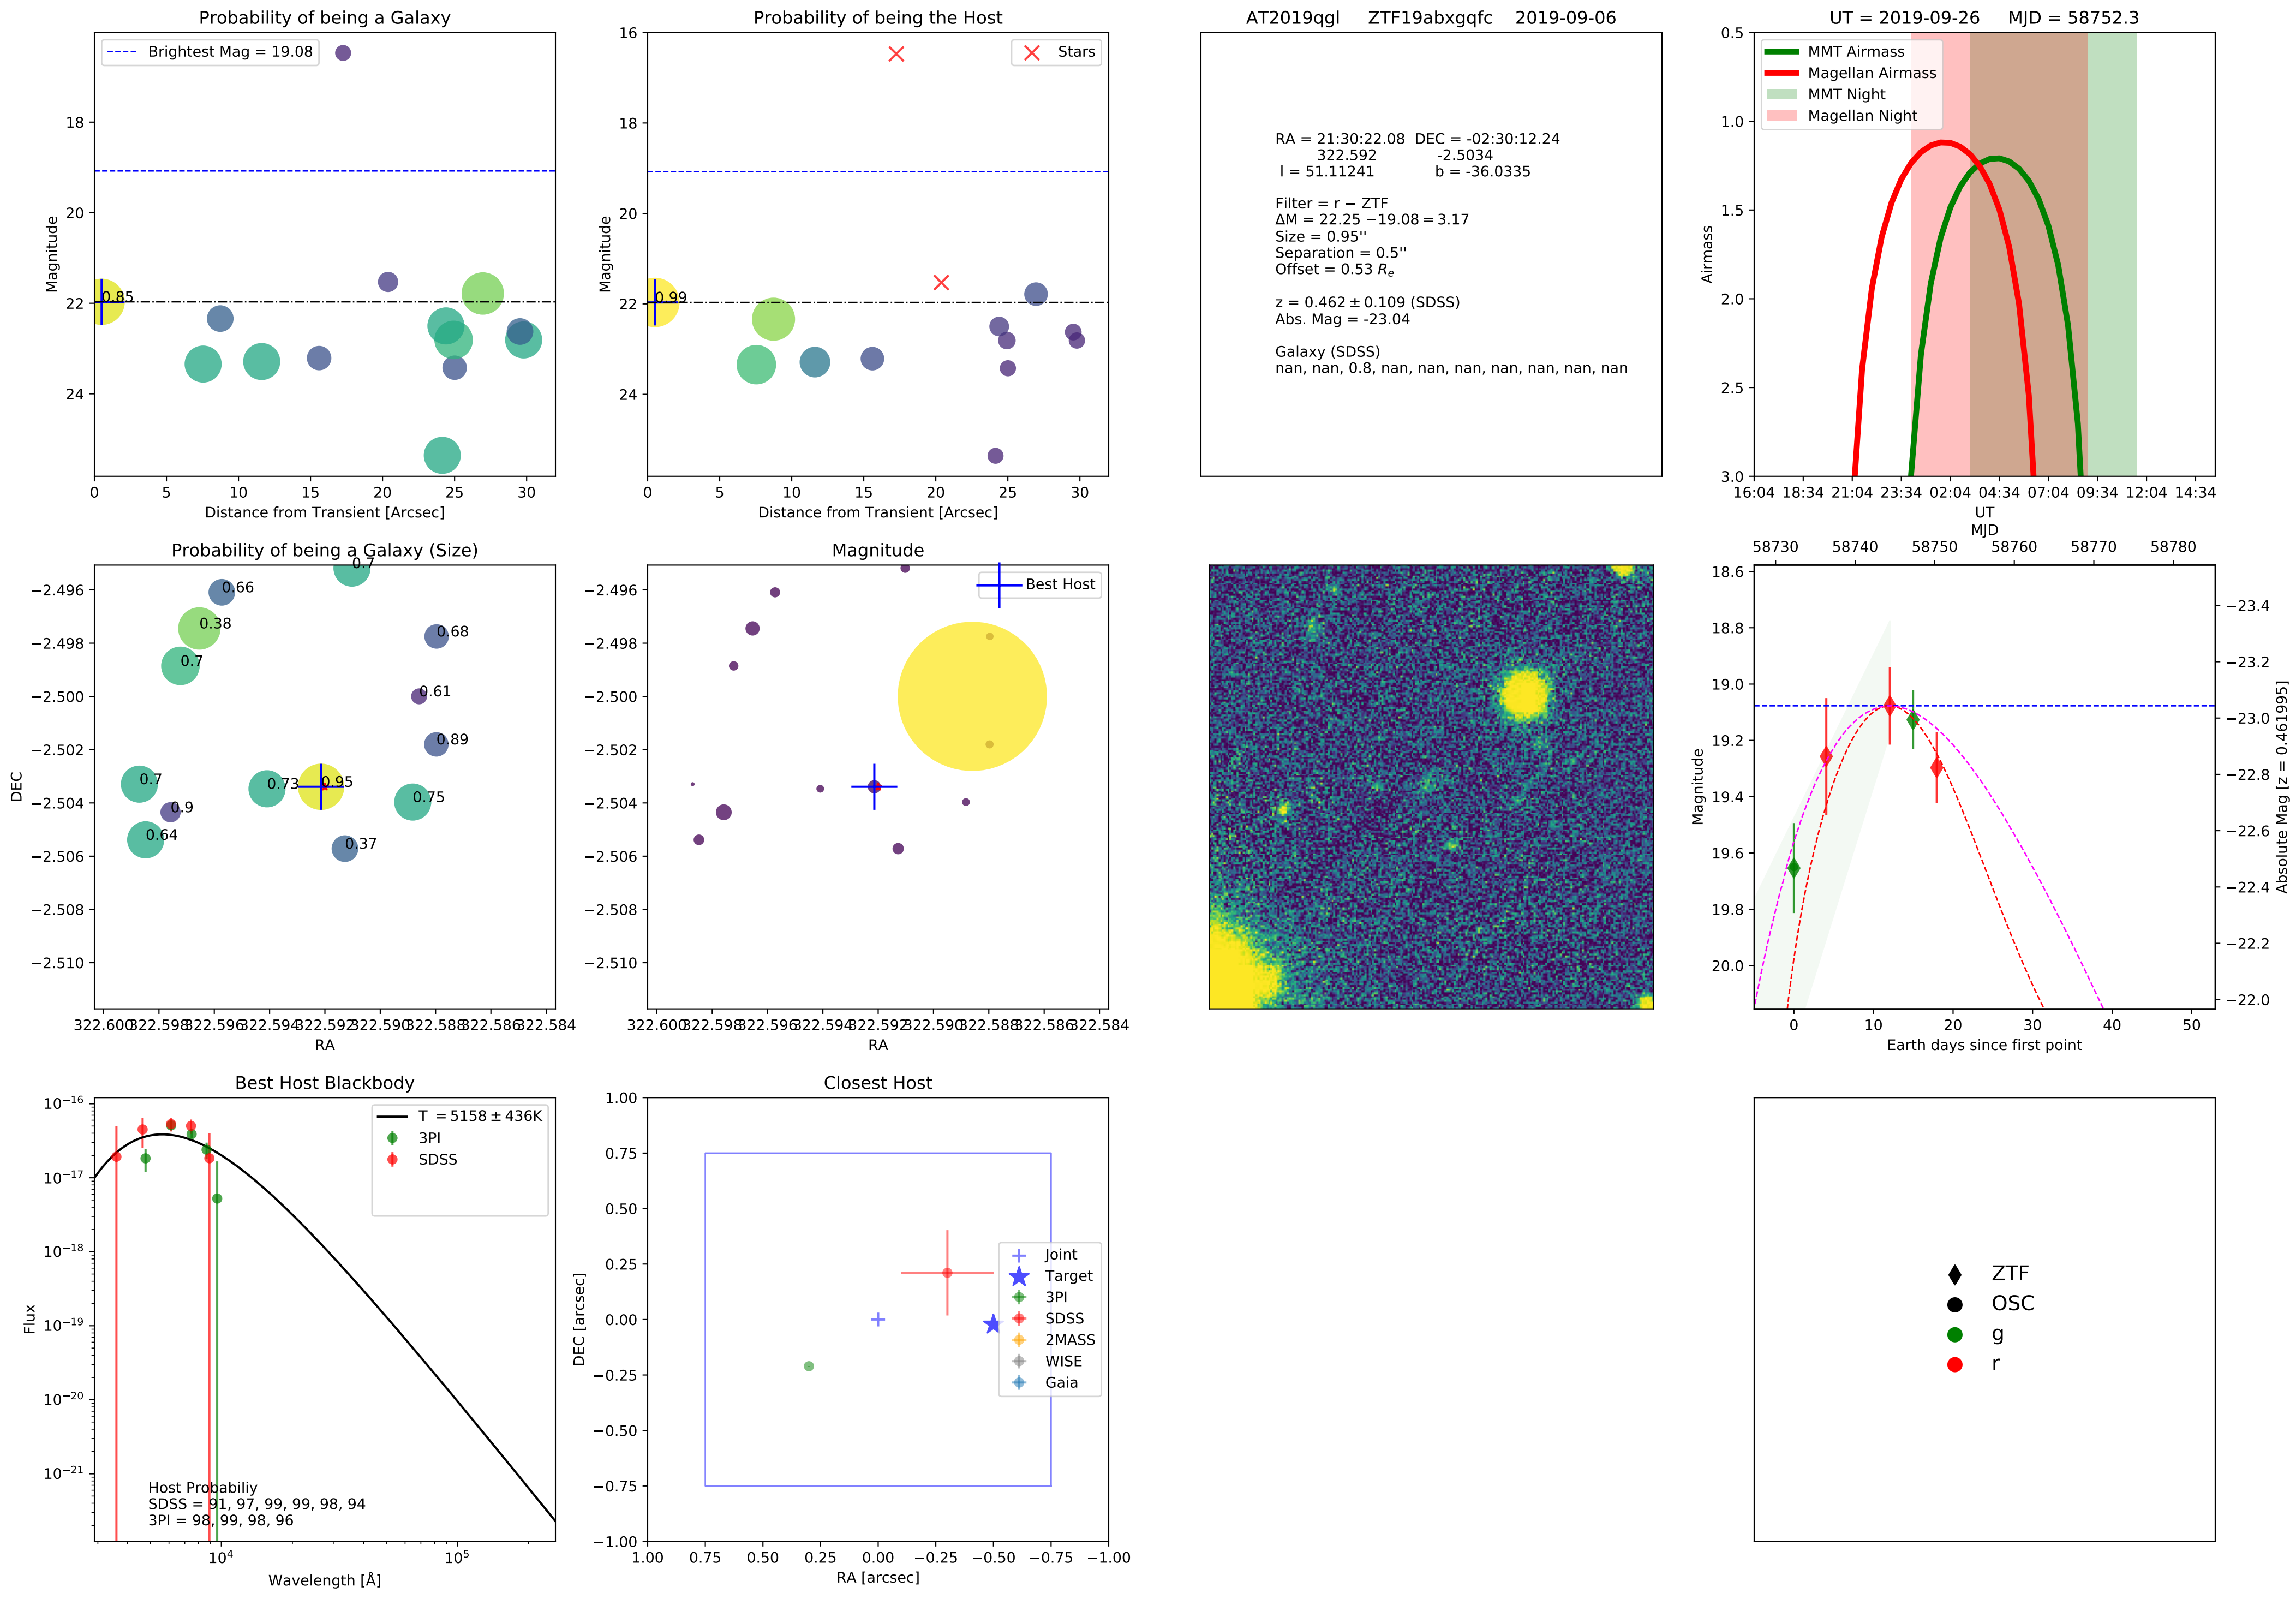 Probability of being a Galaxy
Brightest Mag = 19.08
0.85
18
20
22
24
Magnitude
0 5 10 15 20 25 30
Distance from Transient [Arcsec]
Probability of being the Host
Stars
0.99
16
18
20
22
24
Magnitude
0 5 10 15 20 25 30
Distance from Transient [Arcsec]
AT2019qgl ZTF19abxgqfc 2019-09-06
RA = 21:30:22.08 DEC = -02:30:12.24
322.592 -2.5034
l = 51.11241 b = -36.0335
Filter = r − ZTF
ΔM = 22.25 −19.08 = 3.17
Size = 0.95''
Separation = 0.5''
Offset = 0.53 Re
z = 0.462 ± 0.109 (SDSS)
Abs. Mag = -23.04
Galaxy (SDSS)
nan, nan, 0.8, nan, nan, nan, nan, nan, nan, nan
UT = 2019-09-26 MJD = 58752.3
MMT Airmass
Magellan Airmass
MMT Night
Magellan Night
0.5
1.0
1.5
2.0
2.5
3.0
Airmass
16:04 18:34 21:04 23:34 02:04 04:34 07:04 09:34 12:04 14:34
UT
Probability of being a Galaxy (Size)
0.7
0.66
0.38
0.68
0.7
0.61
0.89
0.7
0.73
0.95
0.75
0.9
0.64
0.37
−2.496
−2.498
−2.500
−2.502
−2.504
−2.506
−2.508
−2.510
DEC
322.600 322.598 322.596 322.594 322.592 322.590 322.588 322.586 322.584
RA
Magnitude
Best Host
−2.496
−2.498
−2.500
−2.502
−2.504
−2.506
−2.508
−2.510
322.600 322.598 322.596 322.594 322.592 322.590 322.588 322.586 322.584
RA
MJD
58730 58740 58750 58760 58770 58780
18.6
18.8
19.0
19.2
19.4
19.6
19.8
20.0
Magnitude
−23.4
−23.2
−23.0
−22.8
−22.6
−22.4
−22.2
−22.0
Absolute Mag [z = 0.461995]
0 10 20 30 40 50
Earth days since first point
Best Host Blackbody
T = 5158 ± 436K
3PI
SDSS
10−16
10−17
10−18
10−19
10−20
10−21
Flux
Host Probabiliy
SDSS = 91, 97, 99, 99, 98, 94
3PI = 98, 99, 98, 96
104 105
Wavelength [Å]
Closest Host
Joint
Target
3PI
SDSS
2MASS
WISE
Gaia
1.00
0.75
0.50
0.25
0.00
−0.25
−0.50
−0.75
−1.00
DEC [arcsec]
1.00 0.75 0.50 0.25 0.00 −0.25 −0.50 −0.75 −1.00
RA [arcsec]
ZTF
OSC
g
r